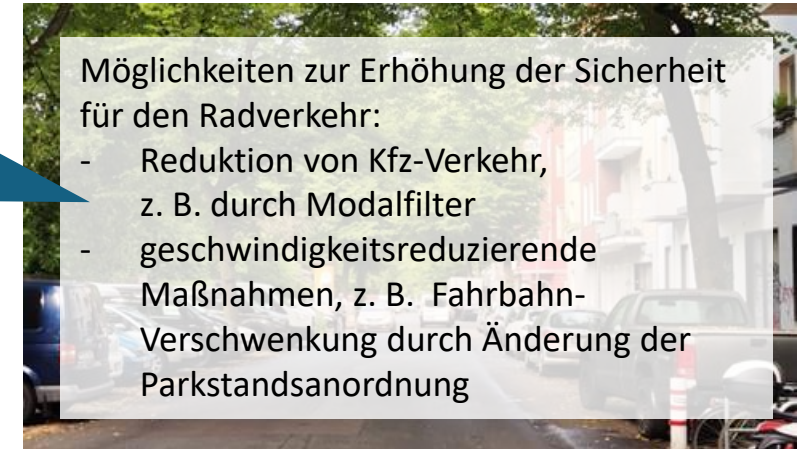 Möglichkeiten zur Erhöhung der Sicherheit
für den Radverkehr:
- Reduktion von Kfz-Verkehr,
z. B. durch Modalfilter
- geschwindigkeitsreduzierende
Maßnahmen, z. B. Fahrbahn-
Verschwenkung durch Änderung der
Parkstandsanordnung